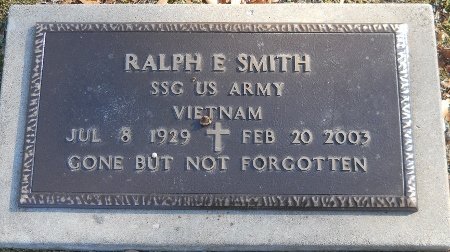 RALPH E SMITH
SSG US ARMY
VIETNAM
JUL 8 1929 FEB 20 2003
GONE BUT NOT FORGOTTEN